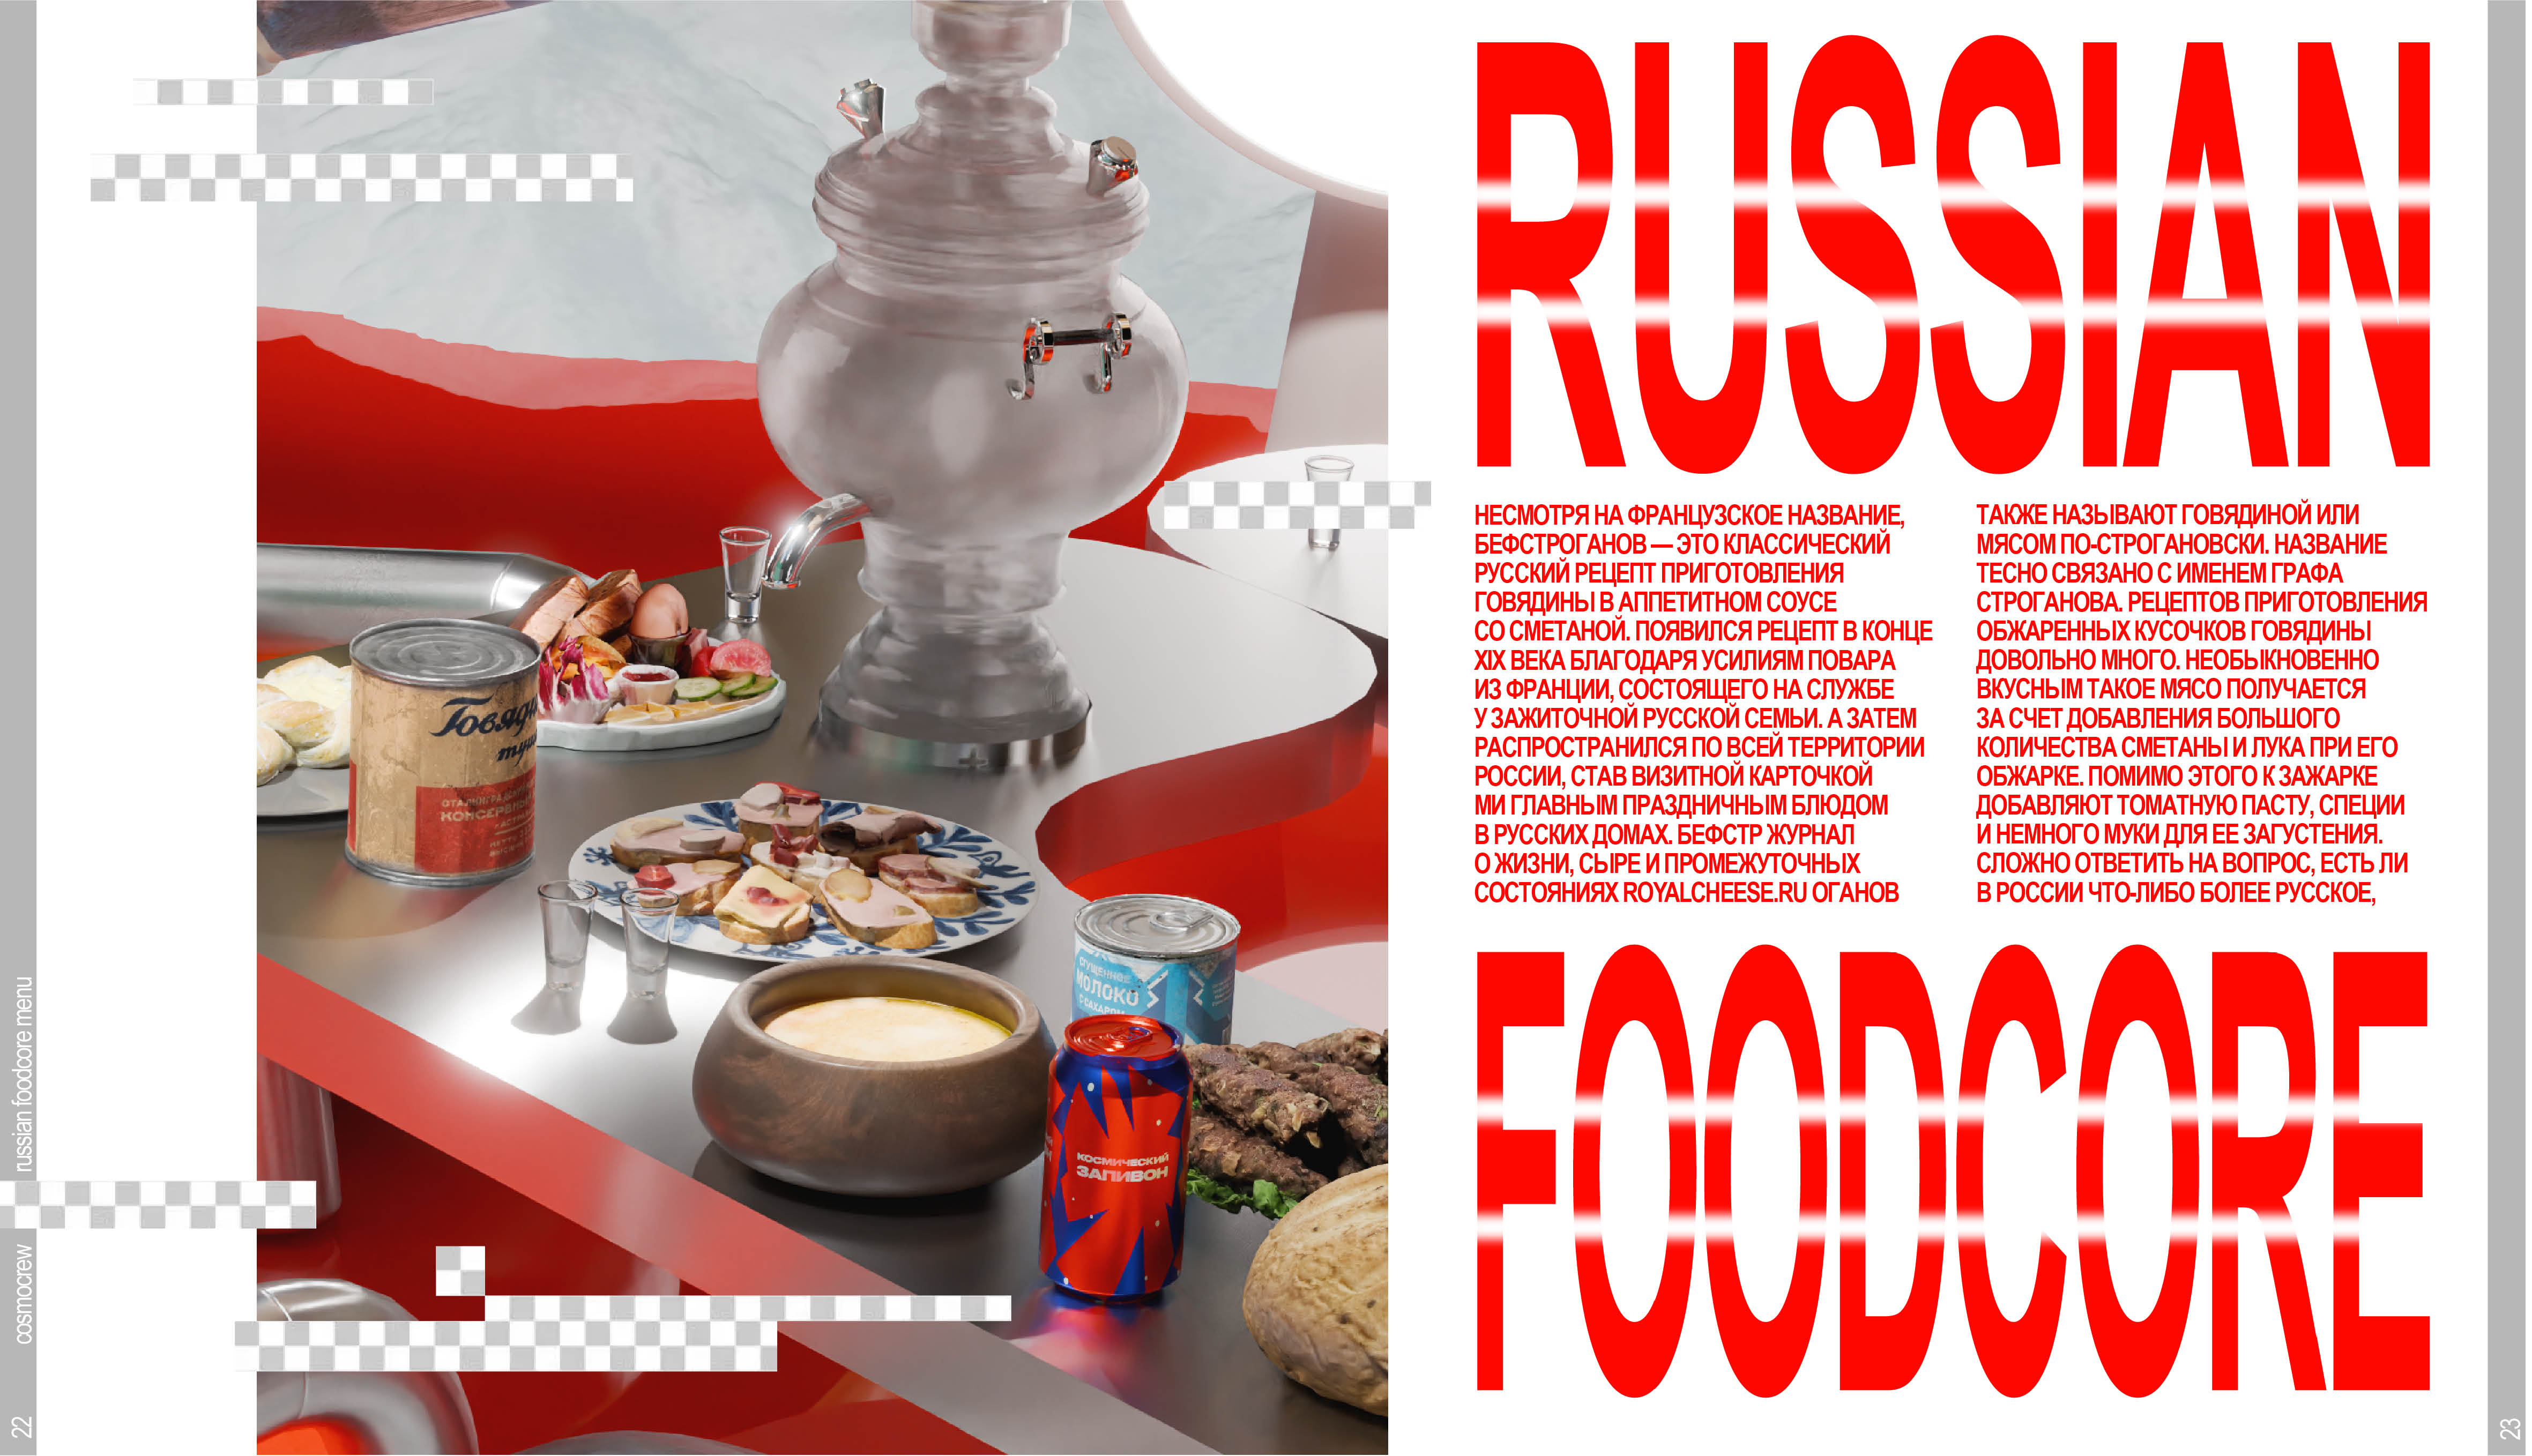 russian foodcore menu
cosmocrew
22
Говяд
КОНСЕРВН
СГУЩЕННОЕ
МОЛОКО
С САХАРОМ
КОСМИЧЕСКИЙ
ЗАПИВОН
RUSSIAN
НЕСМОТРЯ НА ФРАНЦУЗСКОЕ НАЗВАНИЕ,
БЕФСТРОГАНОВ — ЭТО КЛАССИЧЕСКИЙ
РУССКИЙ РЕЦЕПТ ПРИГОТОВЛЕНИЯ
ГОВЯДИНЫ В АППЕТИТНОМ СОУСЕ
СО СМЕТАНОЙ. ПОЯВИЛСЯ РЕЦЕПТ В КОНЦЕ
XIX ВЕКА БЛАГОДАРЯ УСИЛИЯМ ПОВАРА
ИЗ ФРАНЦИИ, СОСТОЯЩЕГО НА СЛУЖБЕ
У ЗАЖИТОЧНОЙ РУССКОЙ СЕМЬИ. А ЗАТЕМ
РАСПРОСТРАНИЛСЯ ПО ВСЕЙ ТЕРРИТОРИИ
РОССИИ, СТАВ ВИЗИТНОЙ КАРТОЧКОЙ
МИ ГЛАВНЫМ ПРАЗДНИЧНЫМ БЛЮДОМ
В РУССКИХ ДОМАХ. БЕФСТР ЖУРНАЛ
О ЖИЗНИ, СЫРЕ И ПРОМЕЖУТОЧНЫХ
СОСТОЯНИЯХ ROYALCHEESE.RU ОГАНОВ
ТАКЖЕ НАЗЫВАЮТ ГОВЯДИНОЙ ИЛИ
МЯСОМ ПО-СТРОГАНОВСКИ. НАЗВАНИЕ
ТЕСНО СВЯЗАНО С ИМЕНЕМ ГРАФА
СТРОГАНОВА. РЕЦЕПТОВ ПРИГОТОВЛЕНИЯ
ОБЖАРЕННЫХ КУСОЧКОВ ГОВЯДИНЫ
ДОВОЛЬНО МНОГО. НЕОБЫКНОВЕННО
ВКУСНЫМ ТАКОЕ МЯСО ПОЛУЧАЕТСЯ
ЗА СЧЕТ ДОБАВЛЕНИЯ БОЛЬШОГО
КОЛИЧЕСТВА СМЕТАНЫ И ЛУКА ПРИ ЕГО
ОБЖАРКЕ. ПОМИМО ЭТОГО К ЗАЖАРКЕ
ДОБАВЛЯЮТ ТОМАТНУЮ ПАСТУ, СПЕЦИИ
И НЕМНОГО МУКИ ДЛЯ ЕЕ ЗАГУСТЕНИЯ.
СЛОЖНО ОТВЕТИТЬ НА ВОПРОС, ЕСТЬ ЛИ
В РОССИИ ЧТО-ЛИБО БОЛЕЕ РУССКОЕ,
FOODCORE
23